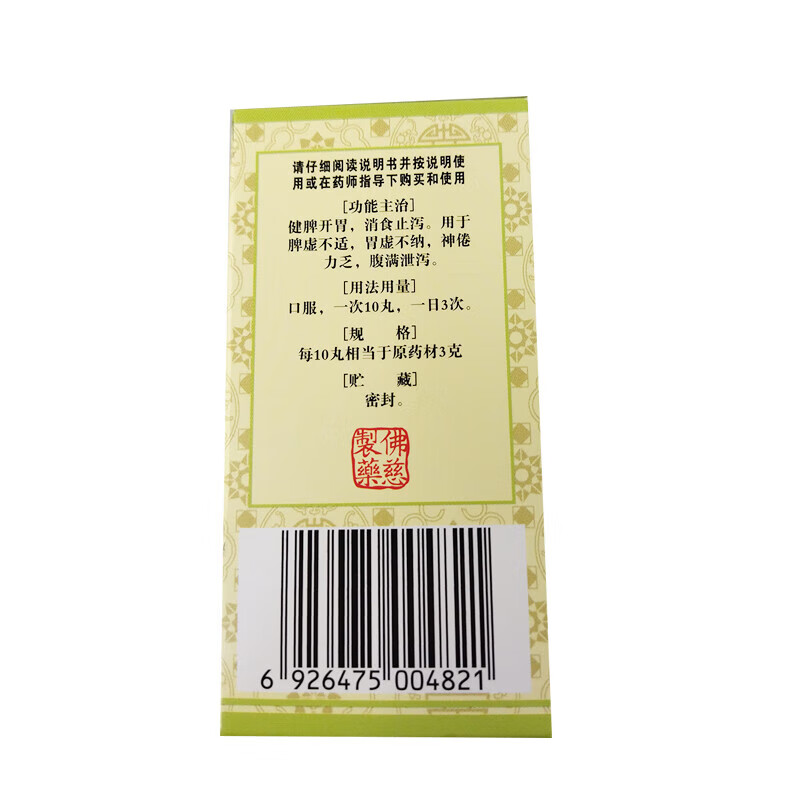 请仔细阅读说明书并按说明使
用或在药师指导下购买和使用
[功能主治]
健脾开胃，消食止泻。用于
脾虚不适，胃虚不纳，神倦
力乏，腹满泄泻。
[用法用量]
口服，一次10丸，一日3次。
[规　　格]
每10丸相当于原药材3克
[贮　　藏]
密封。
佛慈
製藥
6 926475 004821